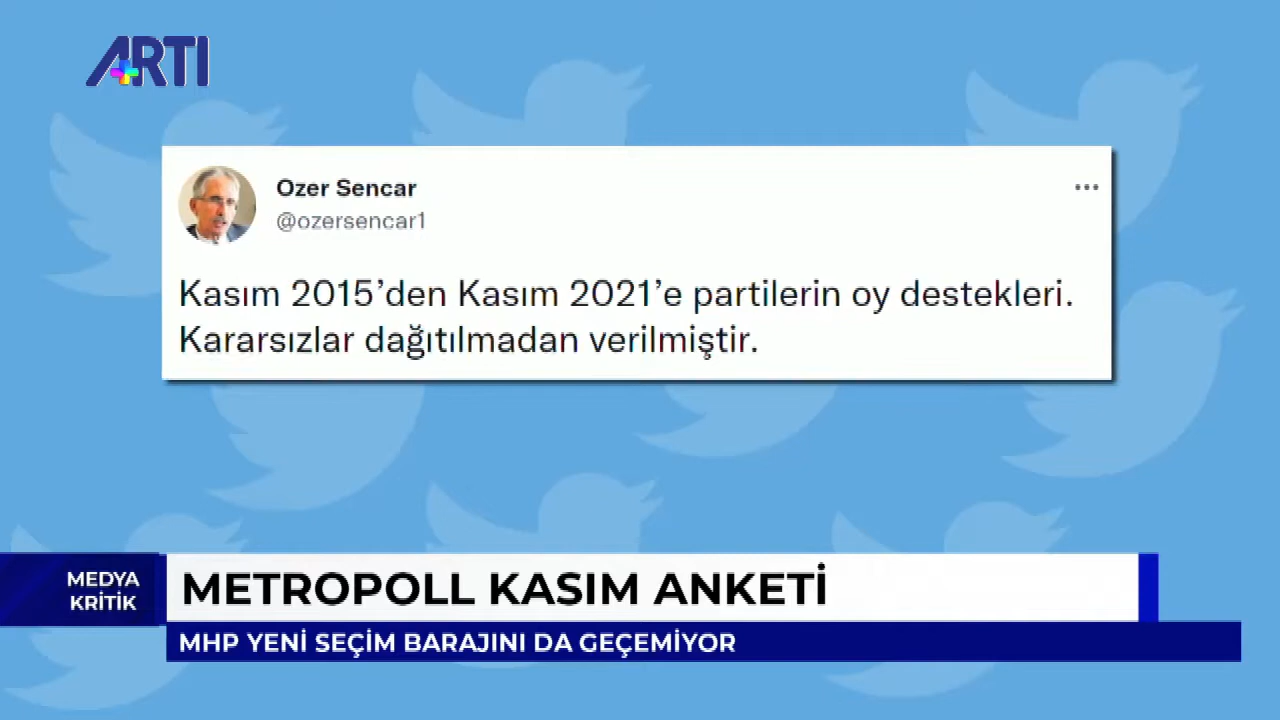 ARTI
Ozer Sencar
@ozersencar1
Kasım 2015’den Kasım 2021’e partilerin oy destekleri.
Kararsızlar dağıtılmadan verilmiştir.
MEDYA
KRİTİK
METROPOLL KASIM ANKETİ
MHP YENİ SEÇİM BARAJINI DA GEÇEMİYOR